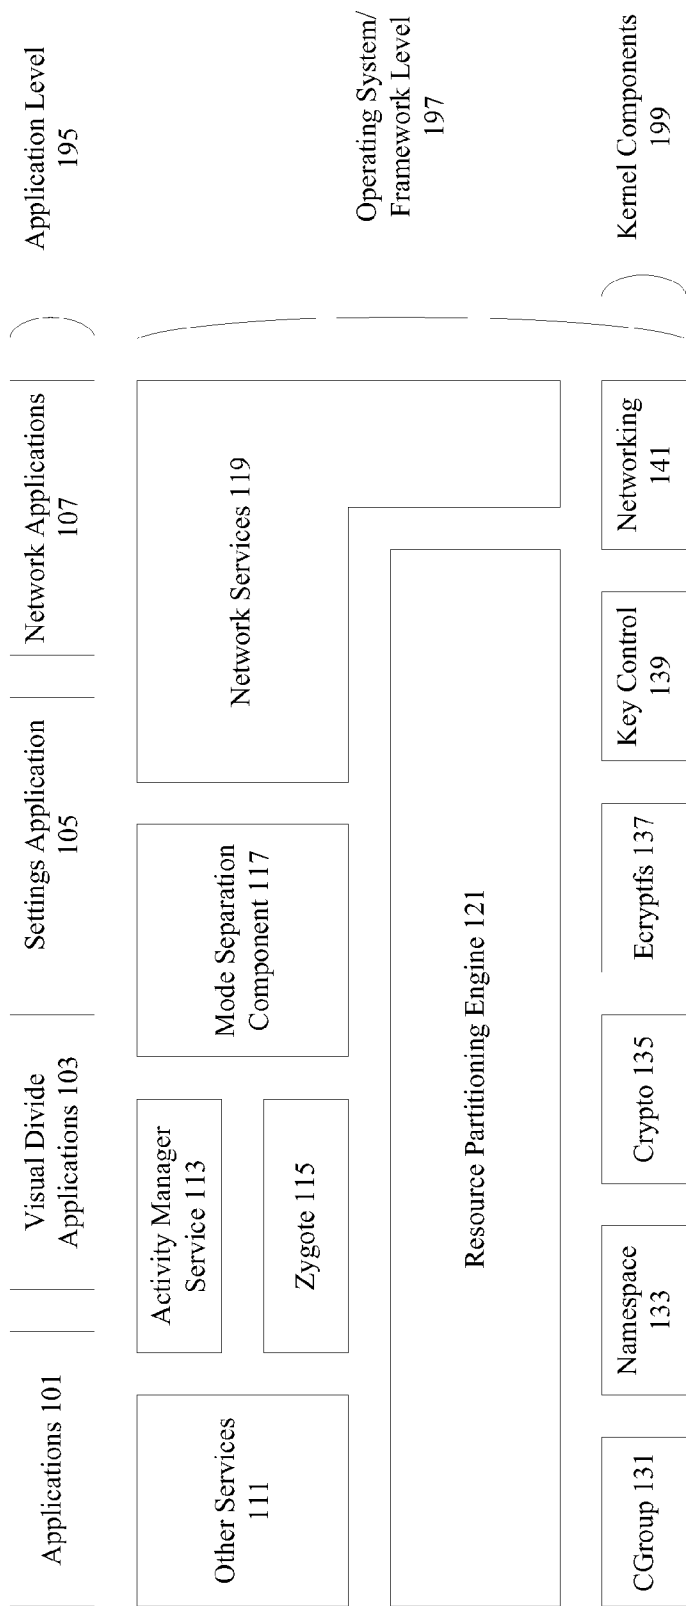 Applications 101
Visual Divide
Applications 103
Settings Application
105
Network Applications
107
Application Level
195
Other Services
111
Activity Manager
Service 113
Zygote 115
Mode Separation
Component 117
Network Services 119
Resource Partitioning Engine 121
Operating System/
Framework Level
197
CGroup 131
Namespace
133
Crypto 135
Ecryptfs 137
Key Control
139
Networking
141
Kernel Components
199